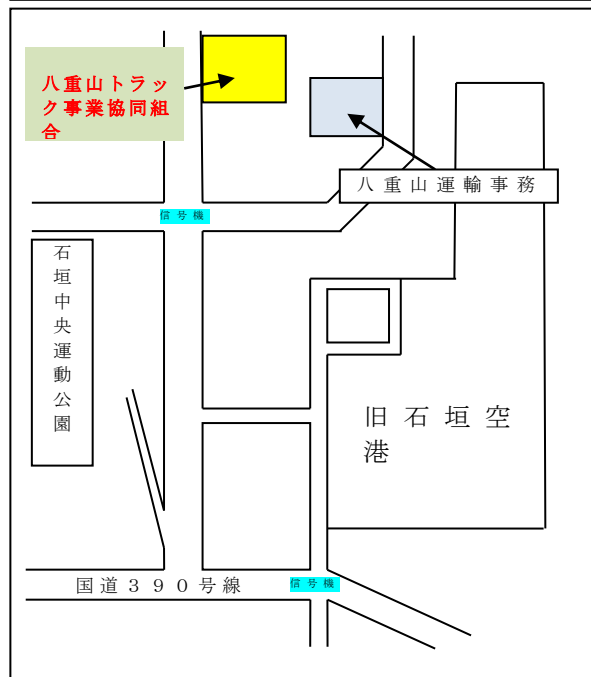 八重山トラッ
ク事業協同組
合
八重山運輸事務
信号機
石垣中央運動公園
旧石垣空
港
国道３９０号線
信号機